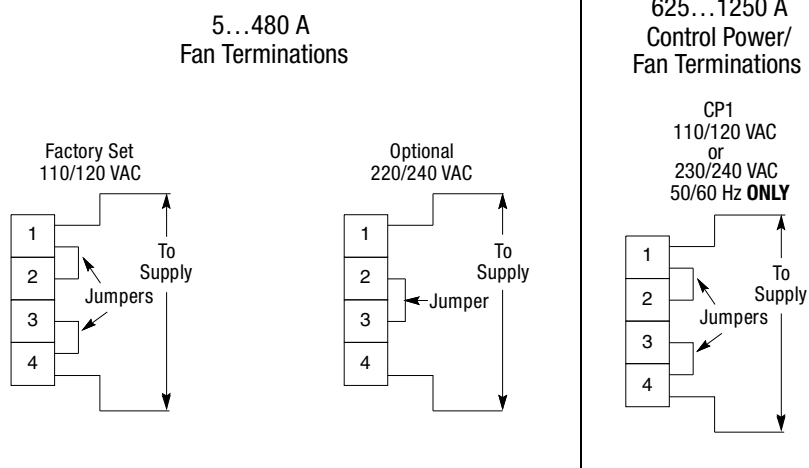 5…480 A
Fan Terminations
Factory Set
110/120 VAC
1
2
3
4
Jumpers
To
Supply
Optional
220/240 VAC
1
2
3
4
Jumper
To
Supply
625…1250 A
Control Power/
Fan Terminations
CP1
110/120 VAC
or
230/240 VAC
50/60 Hz ONLY
1
2
3
4
Jumpers
To
Supply